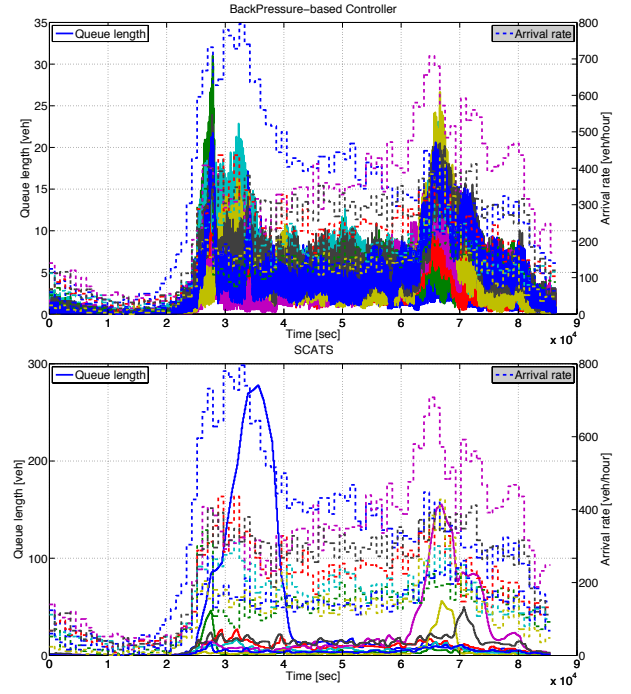 BackPressure-based Controller
Queue length
Arrival rate
35
30
25
20
15
10
5
0
Queue length [veh]
800
700
600
500
400
300
200
100
0
Arrival rate [veh/hour]
0 1 2 3 4 5 6 7 8 9
Time [sec]
x 10^4
SCATS
Queue length
Arrival rate
300
200
100
0
Queue length [veh]
800
600
400
200
0
Arrival rate [veh/hour]
0 1 2 3 4 5 6 7 8 9
Time [sec]
x 10^4